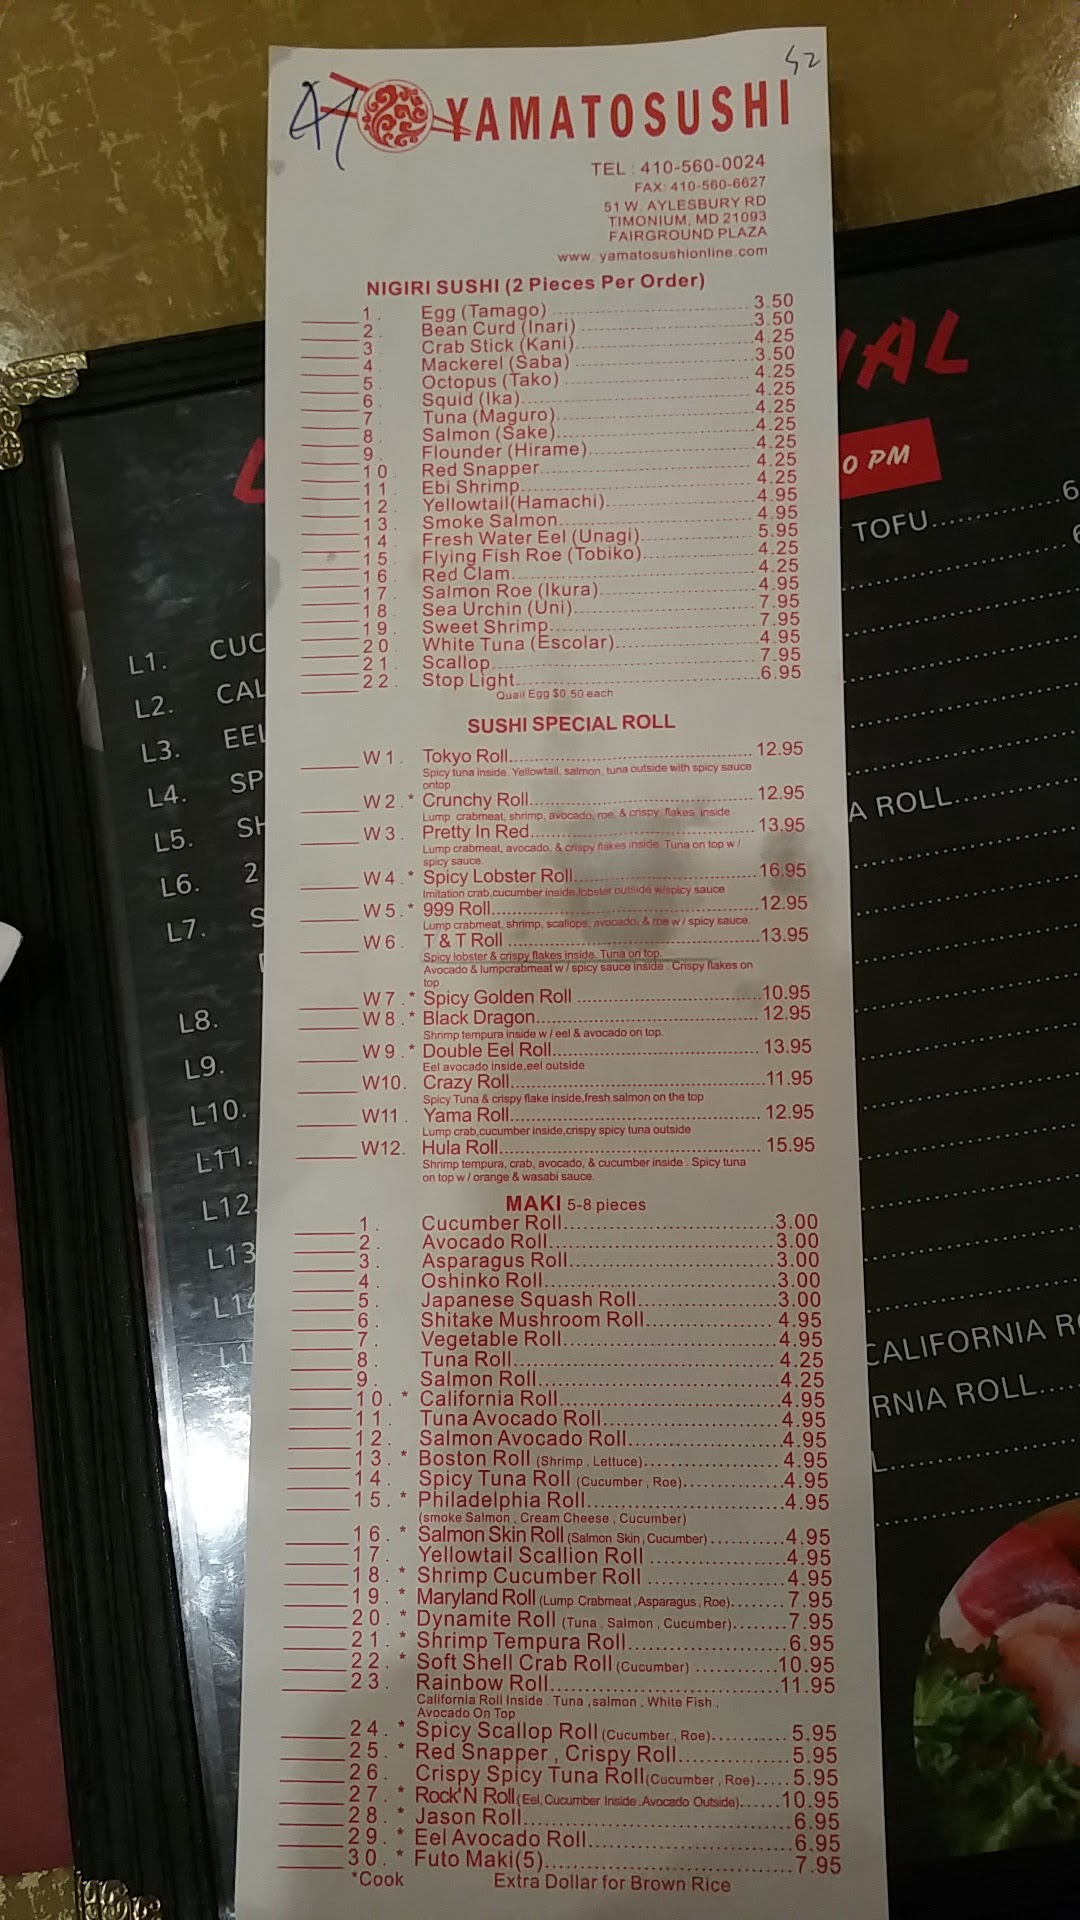 47
S2
YAMATOSUSHI
TEL : 410-560-0024
FAX: 410-560-6627
51 W. AYLESBURY RD
TIMONIUM, MD 21093
FAIRGROUND PLAZA
www. yamatosushionline.com
NIGIRI SUSHI (2 Pieces Per Order)
1. Egg (Tamago) 3.50
2. Bean Curd (Inari) 3.50
3. Crab Stick (Kani) 4.25
4. Mackerel (Saba) 3.50
5. Octopus (Tako) 4.25
6. Squid (Ika) 4.25
7. Tuna (Maguro) 4.25
8. Salmon (Sake) 4.25
9. Flounder (Hirame) 4.25
10. Red Snapper 4.25
11. Ebi Shrimp 4.25
12. Yellowtail(Hamachi) 4.95
13. Smoke Salmon 4.95
14. Fresh Water Eel (Unagi) 5.95
15. Flying Fish Roe (Tobiko) 4.25
16. Red Clam 4.25
17. Salmon Roe (Ikura) 4.95
18. Sea Urchin (Uni) 7.95
19. Sweet Shrimp 7.95
20. White Tuna (Escolar) 4.95
21. Scallop 7.95
22. Stop Light 6.95
Quail Egg $0.50 each
SUSHI SPECIAL ROLL
W1. Tokyo Roll 12.95
Spicy tuna inside. Yellowtail, salmon, tuna outside with spicy sauce
ontop
W2.* Crunchy Roll 12.95
Lump crabmeat, shrimp, avocado, roe, & crispy flakes inside
W3. Pretty In Red 13.95
Lump crabmeat, avocado, & crispy flakes inside. Tuna on top w /
spicy sauce.
W4.* Spicy Lobster Roll 16.95
Imitation crab,cucumber inside,lobster outside w/spicy sauce
W5.* 999 Roll 12.95
Lump crabmeat, shrimp, scallops, avocado, & roe w / spicy sauce.
W6. T & T Roll 13.95
Spicy lobster & crispy flakes inside. Tuna on top.
Avocado & lumpcrabmeat w / spicy sauce inside . Crispy flakes on
top
W7.* Spicy Golden Roll 10.95
W8.* Black Dragon 12.95
Shrimp tempura inside w / eel & avocado on top.
W9.* Double Eel Roll 13.95
Eel avocado inside,eel outside
W10. Crazy Roll 11.95
Spicy Tuna & crispy flake inside,fresh salmon on the top
W11. Yama Roll 12.95
Lump crab,cucumber inside,crispy spicy tuna outside
W12. Hula Roll 15.95
Shrimp tempura, crab, avocado, & cucumber inside . Spicy tuna
on top w / orange & wasabi sauce.
MAKI 5-8 pieces
1. Cucumber Roll 3.00
2. Avocado Roll 3.00
3. Asparagus Roll 3.00
4. Oshinko Roll 3.00
5. Japanese Squash Roll 3.00
6. Shitake Mushroom Roll 4.95
7. Vegetable Roll 4.95
8. Tuna Roll 4.25
9. Salmon Roll 4.25
10. * California Roll 4.95
11. Tuna Avocado Roll 4.95
12. Salmon Avocado Roll 4.95
13. * Boston Roll (Shrimp , Lettuce) 4.95
14. Spicy Tuna Roll (Cucumber , Roe) 4.95
15. * Philadelphia Roll 4.95
(smoke Salmon , Cream Cheese , Cucumber)
16. * Salmon Skin Roll (Salmon Skin , Cucumber) 4.95
17. Yellowtail Scallion Roll 4.95
18. * Shrimp Cucumber Roll 4.95
19. * Maryland Roll (Lump Crabmeat ,Asparagus , Roe) 7.95
20. * Dynamite Roll (Tuna , Salmon , Cucumber) 7.95
21. * Shrimp Tempura Roll 6.95
22. * Soft Shell Crab Roll (Cucumber) 10.95
23. Rainbow Roll 11.95
California Roll Inside . Tuna ,salmon , White Fish ,
Avocado On Top
24. * Spicy Scallop Roll (Cucumber , Roe) 5.95
25. * Red Snapper , Crispy Roll 5.95
26. Crispy Spicy Tuna Roll(Cucumber , Roe) 5.95
27. * Rock'N Roll(Eel, Cucumber Inside .Avocado Outside) 10.95
28. * Jason Roll 6.95
29. * Eel Avocado Roll 6.95
30. * Futo Maki(5) 7.95
*Cook Extra Dollar for Brown Rice
L1. CUC
L2. CAL
L3. EEL
L4. SP
L5. SH
L6. 2
L7. S
L8.
L9.
L10.
L11.
L12.
L13
L14
L1
0 PM
TOFU 6
A ROLL
CALIFORNIA RO
RNIA ROLL
L